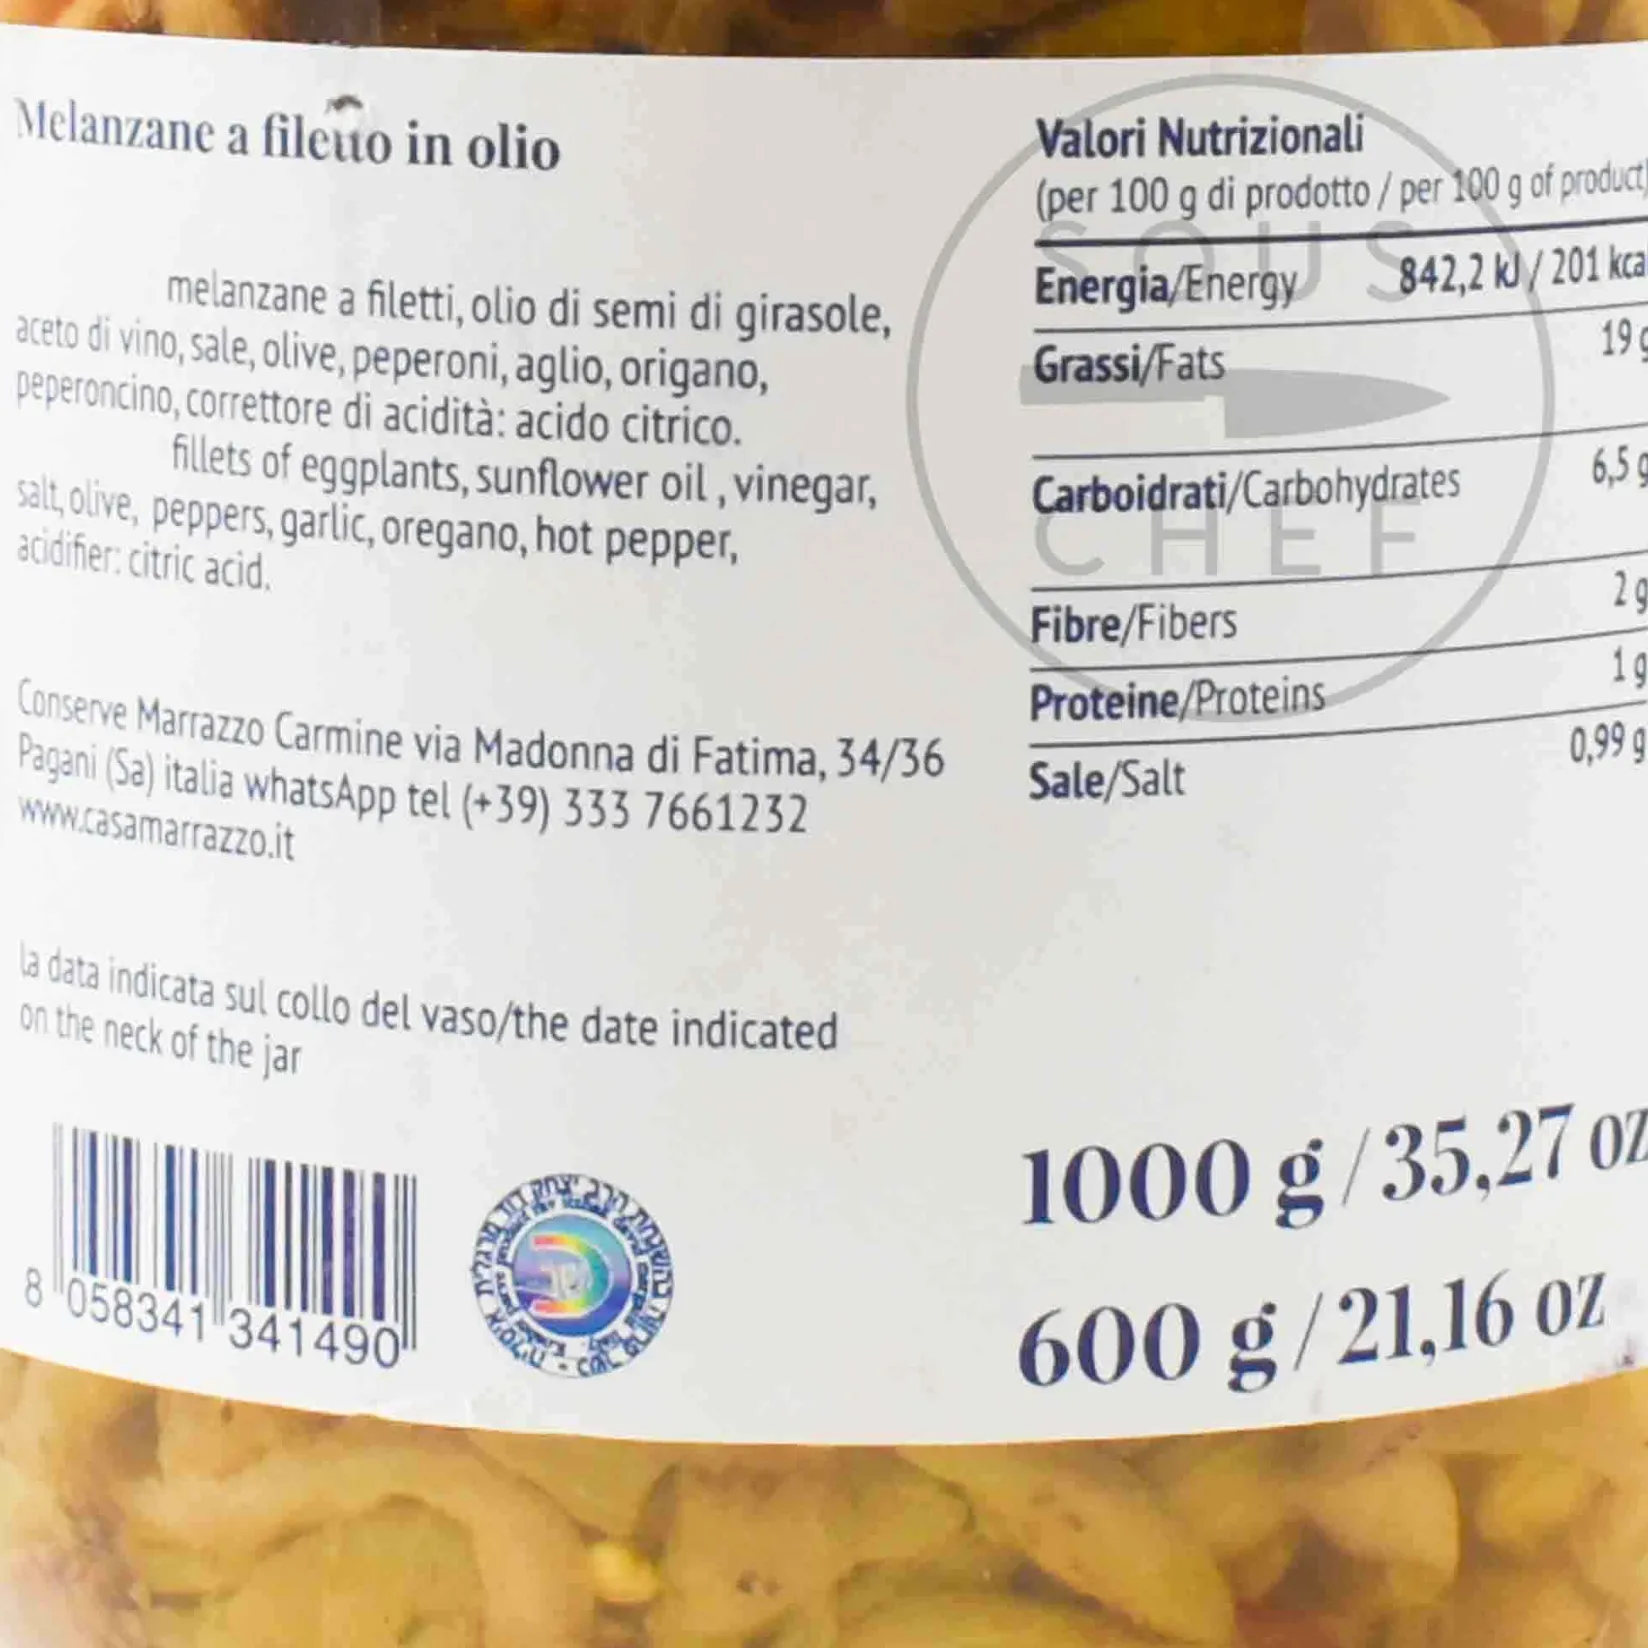 Melanzane a filetto in olio
melanzane a filetti, olio di semi di girasole,
aceto di vino, sale, olive, peperoni, aglio, origano,
peperoncino, correttore di acidità: acido citrico.
fillets of eggplants, sunflower oil , vinegar,
salt, olive, peppers, garlic, oregano, hot pepper,
acidifier: citric acid.
Conserve Marrazzo Carmine via Madonna di Fatima, 34/36
Pagani (Sa) italia whatsApp tel (+39) 333 7661232
www.casamarrazzo.it
la data indicata sul collo del vaso/the date indicated
on the neck of the jar
8 058341 341490
Valori Nutrizionali
(per 100 g di prodotto / per 100 g of product)
Energia/Energy 842,2 kJ / 201 kca
Grassi/Fats 19 g
Carboidrati/Carbohydrates 6,5 g
Fibre/Fibers 2 g
Proteine/Proteins 1 g
Sale/Salt 0,99 g
1000 g / 35,27 oz
600 g / 21,16 oz
SOUS
CHEF